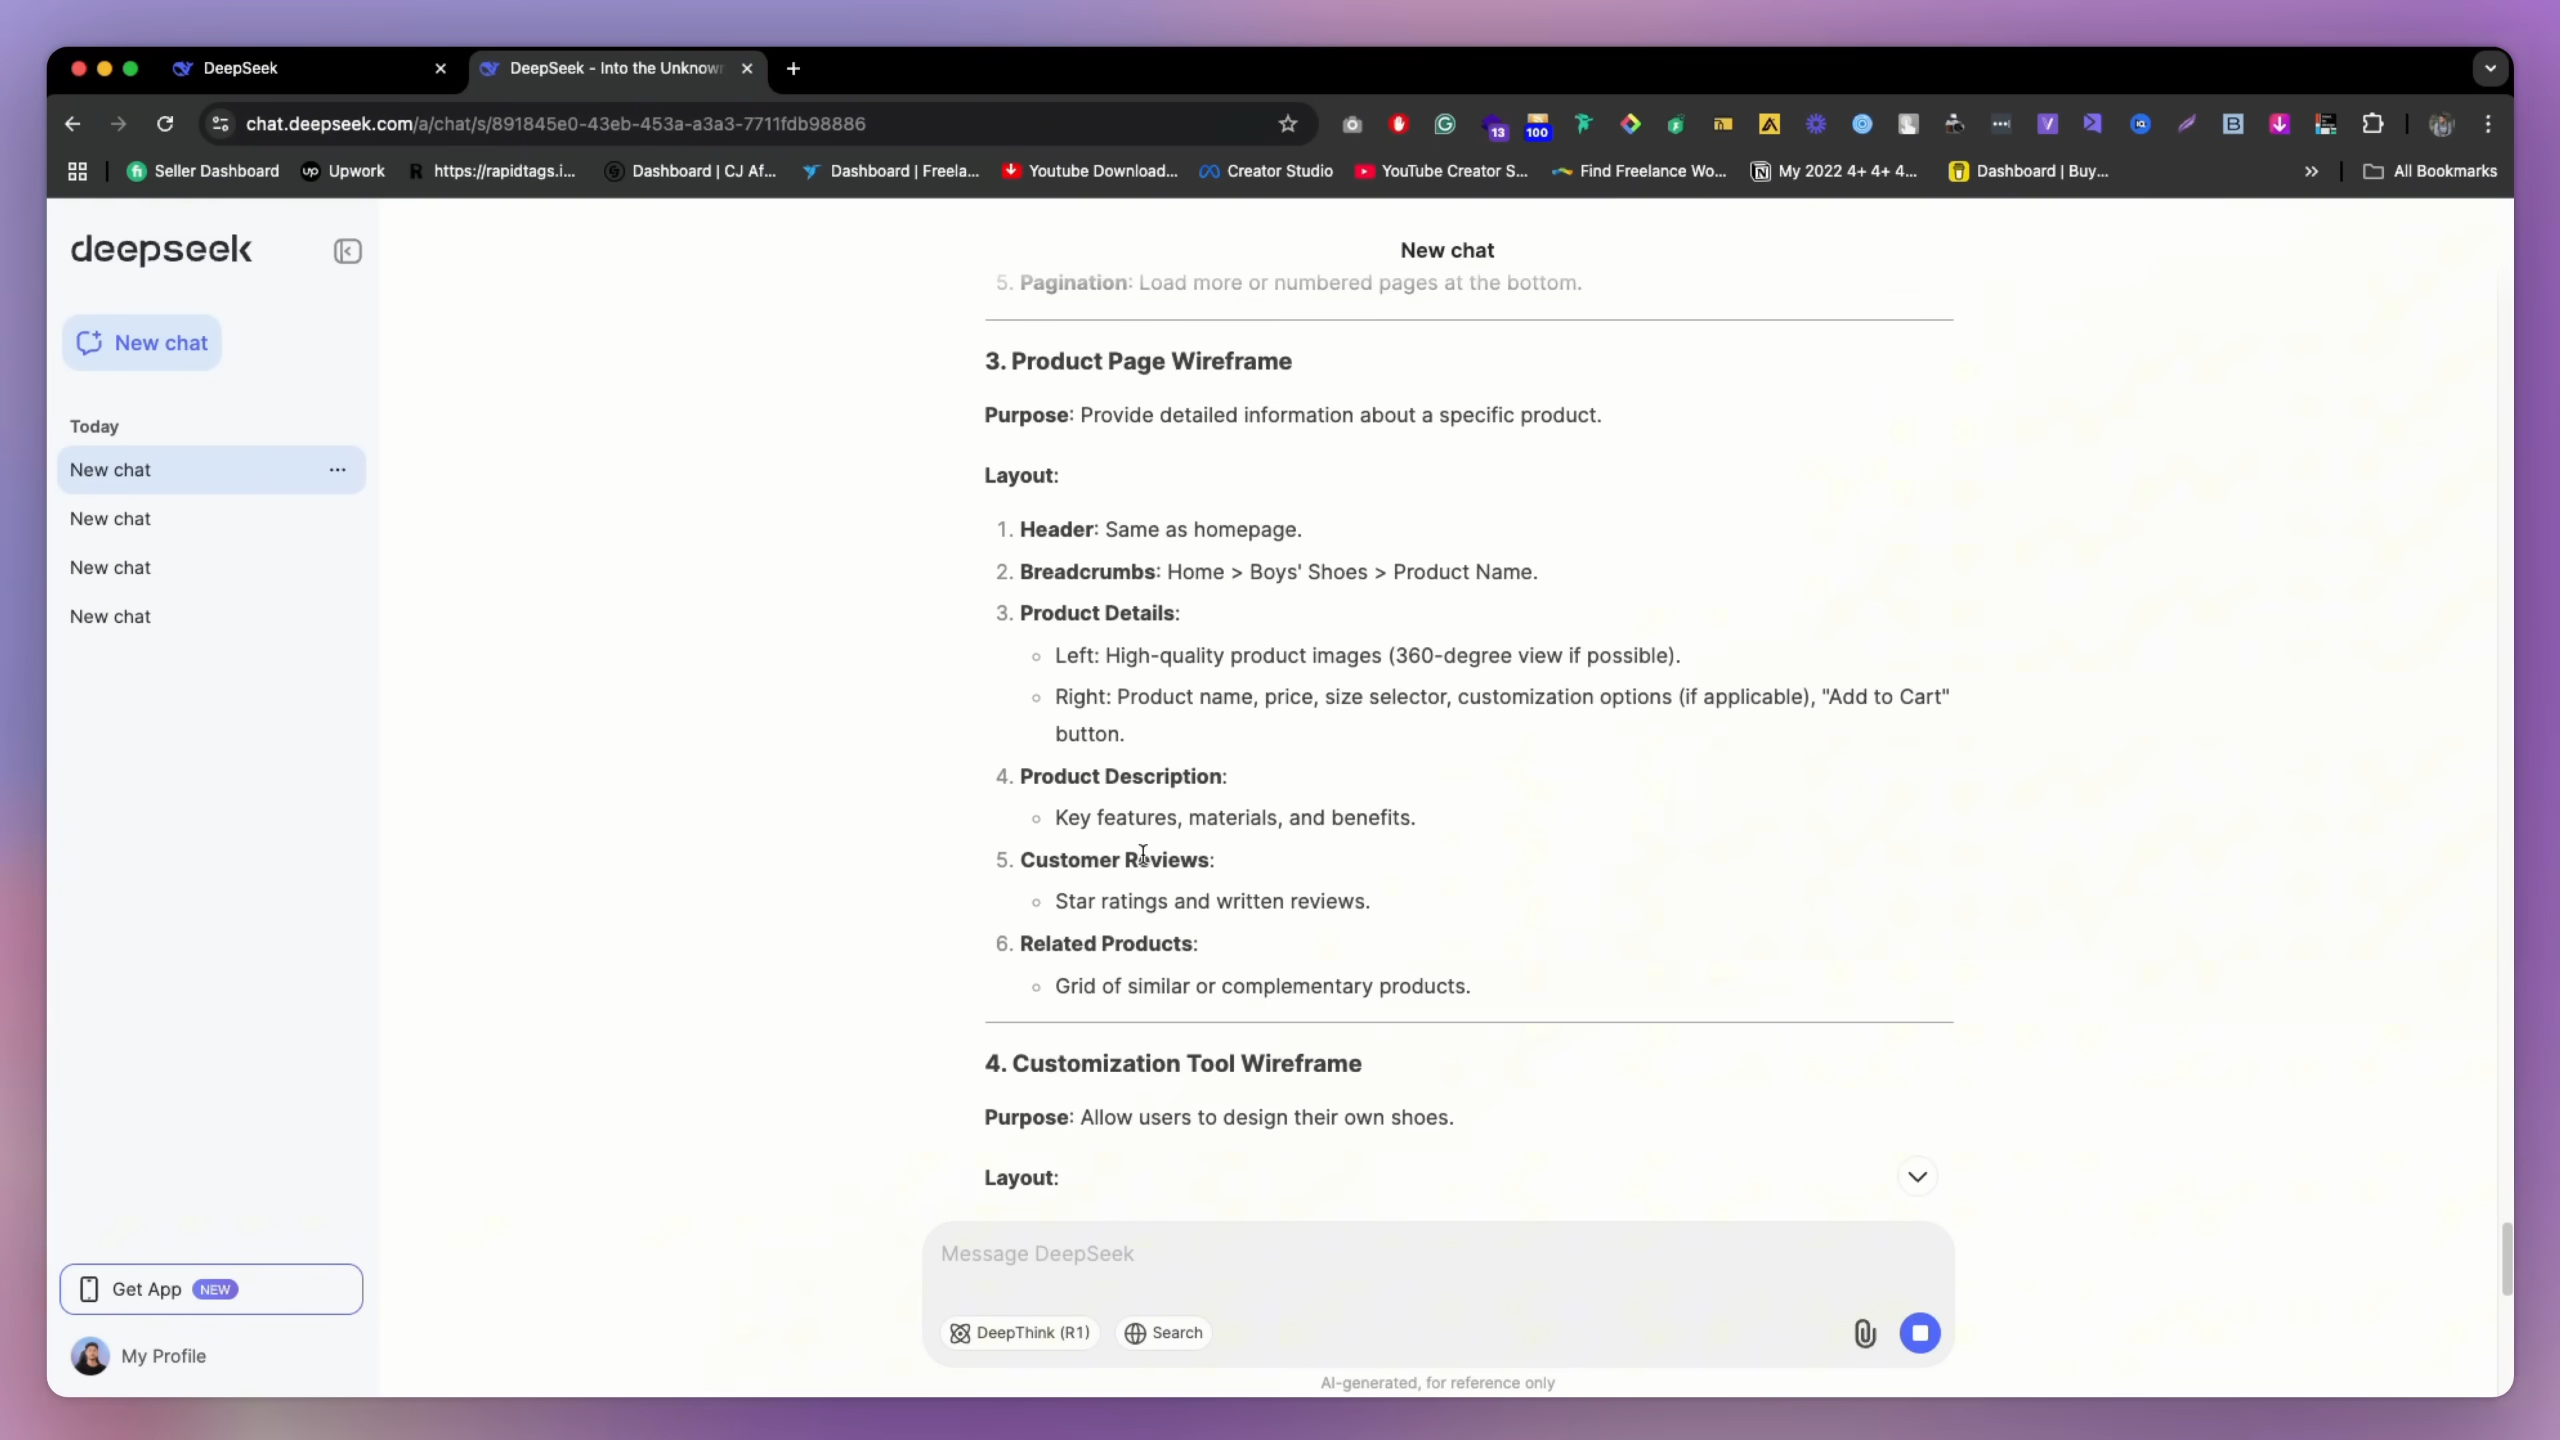 DeepSeek
DeepSeek - Into the Unknown
chat.deepseek.com/a/chat/s/891845e0-43eb-453a-a3a3-7711fdb98886
13
100
Seller Dashboard
up Upwork
R https://rapidtags.i...
Dashboard | CJ Af...
Dashboard | Freela...
Youtube Download...
Creator Studio
YouTube Creator S...
Find Freelance Wo...
My 2022 4+ 4+ 4...
Dashboard | Buy...
All Bookmarks
deepseek
New chat
Today
New chat
New chat
New chat
New chat
Get App NEW
My Profile
New chat
5. Pagination: Load more or numbered pages at the bottom.
3. Product Page Wireframe
Purpose: Provide detailed information about a specific product.
Layout:
1. Header: Same as homepage.
2. Breadcrumbs: Home > Boys' Shoes > Product Name.
3. Product Details:
Left: High-quality product images (360-degree view if possible).
Right: Product name, price, size selector, customization options (if applicable), "Add to Cart"
button.
4. Product Description:
Key features, materials, and benefits.
5. Customer Reviews:
Star ratings and written reviews.
6. Related Products:
Grid of similar or complementary products.
4. Customization Tool Wireframe
Purpose: Allow users to design their own shoes.
Layout:
Message DeepSeek
DeepThink (R1)
Search
AI-generated, for reference only